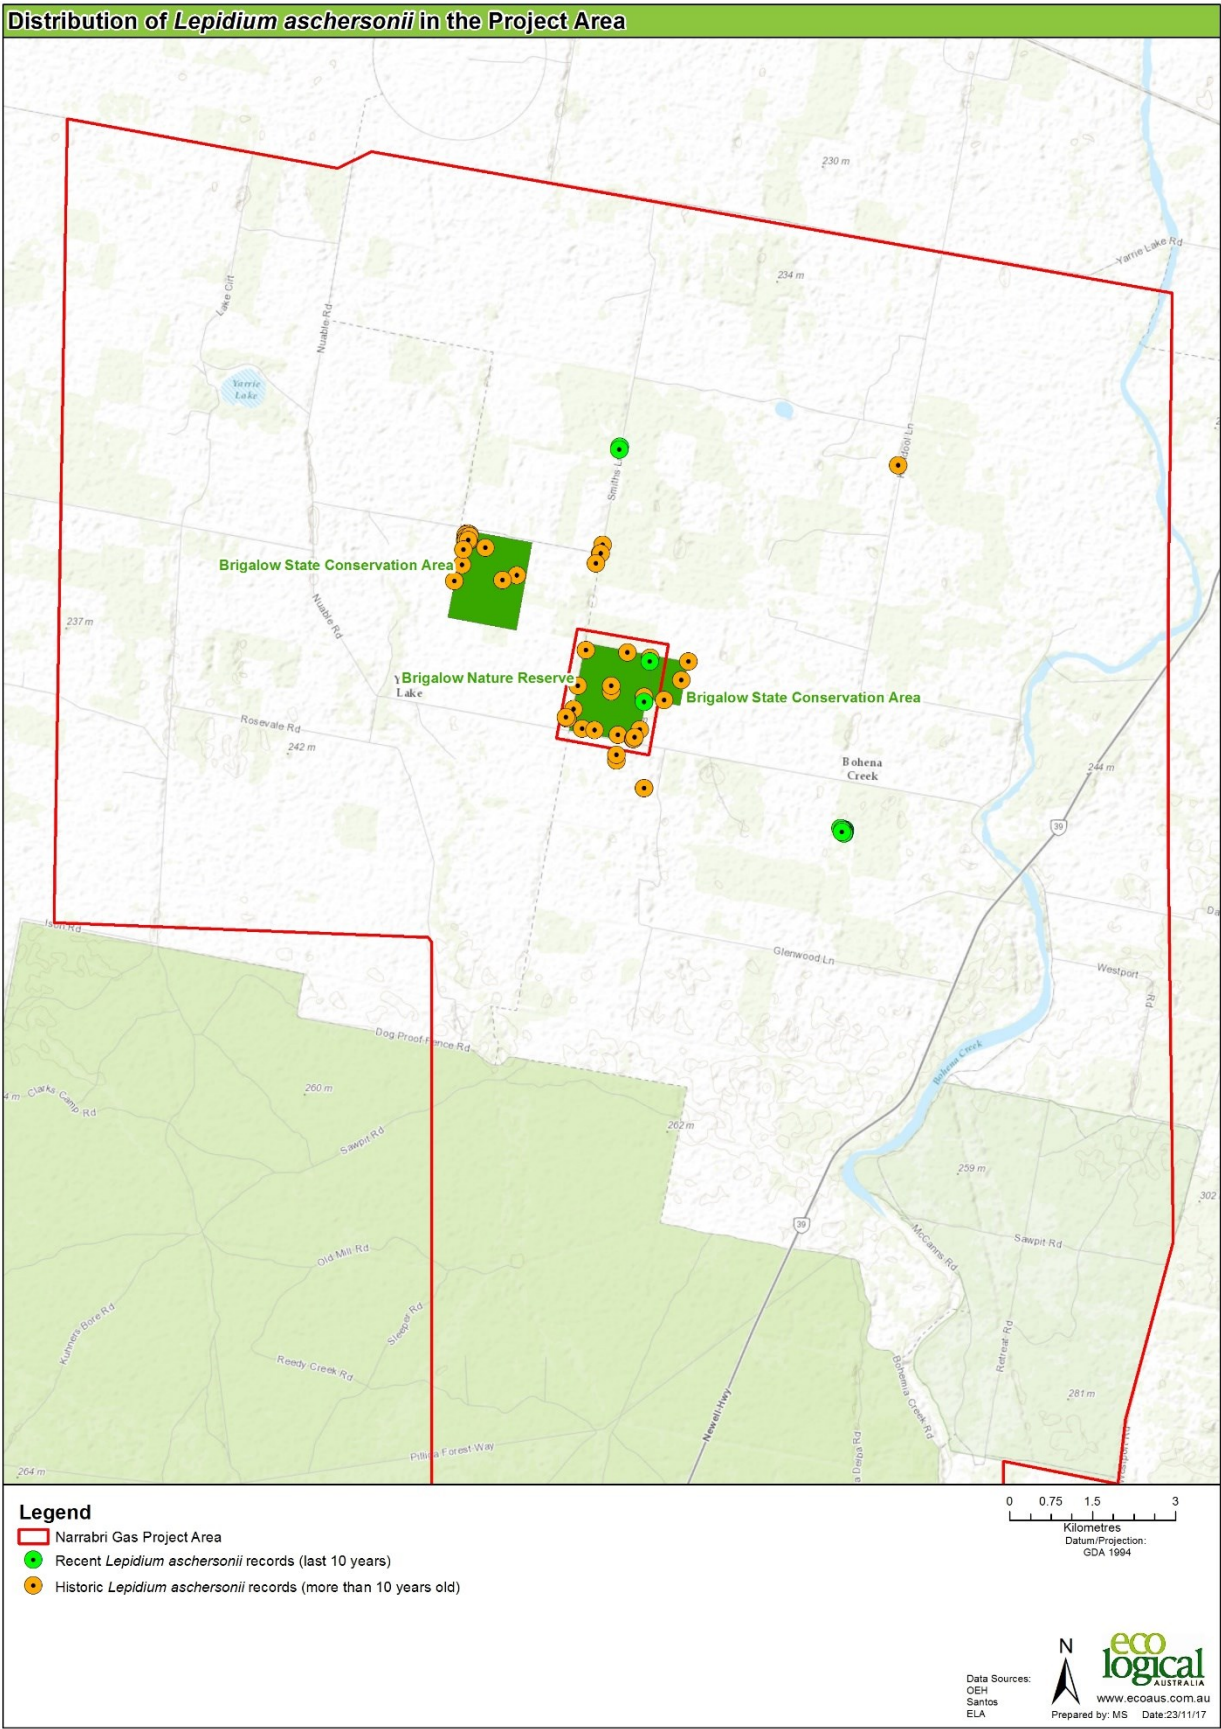 Distribution of Lepidium aschersonii in the Project Area
230 m
Yarrie Lake Rd
234 m
Lake Cirt
Nuable Rd
Yarrie
Lake
Smiths L
dool Ln
Brigalow State Conservation Area
Nuable Rd
237 m
Brigalow Nature Reserve
Lake
Brigalow State Conservation Area
Rosevale Rd
242 m
Bohena
Creek
244 m
39
Glenwood Ln
Westport
Rd
Da
Dog Proof Fence Rd
Bohena Creek
260 m
4 m
Clarks Camp Rd
Sawpit Rd
262 m
259 m
302
39
McCanns Rd
Sawpit Rd
Old Mill Rd
Kuhners Bore Rd
Sleeper Rd
Reedy Creek Rd
Retreat Rd
281 m
Newell Hwy
Bohemia Creek Rd
Pilliga Forest Way
264 m
Legend
Narrabri Gas Project Area
Recent Lepidium aschersonii records (last 10 years)
Historic Lepidium aschersonii records (more than 10 years old)
0 0.75 1.5 3
Kilometres
Datum/Projection:
GDA 1994
N
Data Sources:
OEH
Santos
ELA
eco
logical
AUSTRALIA
www.ecoaus.com.au
Prepared by: MS Date:23/11/17